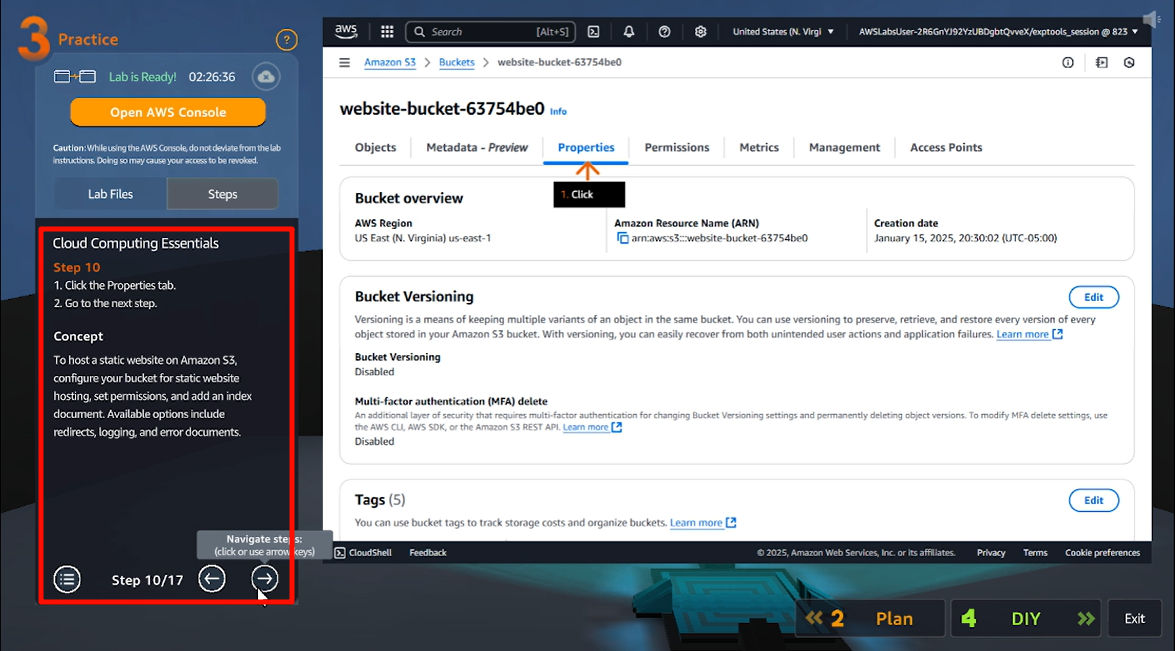 3 Practice
?
Lab is Ready! 02:26:36
Open AWS Console
Caution: While using the AWS Console, do not deviate from the lab
instructions. Doing so may cause your access to be revoked.
Lab Files
Steps
Cloud Computing Essentials
Step 10
1. Click the Properties tab.
2. Go to the next step.
Concept
To host a static website on Amazon S3,
configure your bucket for static website
hosting, set permissions, and add an index
document. Available options include
redirects, logging, and error documents.
Navigate steps:
(click or use arrow keys)
Step 10/17
aws
Search [Alt+S]
United States (N. Virgi
AWSLabsUser-2R6GnYJ92YzUBDgbtQvveX/exptools_session @ 823
Amazon S3 > Buckets > website-bucket-63754be0
website-bucket-63754be0 Info
Objects
Metadata - Preview
Properties
Permissions
Metrics
Management
Access Points
1. Click
Bucket overview
AWS Region
US East (N. Virginia) us-east-1
Amazon Resource Name (ARN)
arn:aws:s3:::website-bucket-63754be0
Creation date
January 15, 2025, 20:30:02 (UTC-05:00)
Bucket Versioning
Edit
Versioning is a means of keeping multiple variants of an object in the same bucket. You can use versioning to preserve, retrieve, and restore every version of every
object stored in your Amazon S3 bucket. With versioning, you can easily recover from both unintended user actions and application failures. Learn more
Bucket Versioning
Disabled
Multi-factor authentication (MFA) delete
An additional layer of security that requires multi-factor authentication for changing Bucket Versioning settings and permanently deleting object versions. To modify MFA delete settings, use
the AWS CLI, AWS SDK, or the Amazon S3 REST API. Learn more
Disabled
Tags (5)
Edit
You can use bucket tags to track storage costs and organize buckets. Learn more
CloudShell
Feedback
© 2025, Amazon Web Services, Inc. or its affiliates.
Privacy
Terms
Cookie preferences
2 Plan
4 DIY
Exit